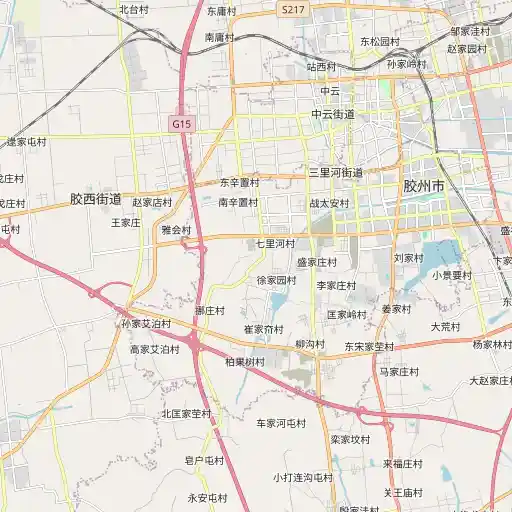 北台村
东庸村
S217
南庸村
东松园村
邹家洼村
赵家园村
站西村
孙家岭村
中云
中云街道
G15
逄家屯村
三里河街道
东辛置村
胶州市
胶西街道
赵家店村
南辛置村
战太安村
王家庄
雅会村
七里河村
盛家庄村
刘家村
小景要村
徐家园村
李家庄村
挪庄村
匡家岭村
姜家村
孙家艾泊村
崔家夼村
大荒村
高家艾泊村
柳沟村
东宋家茔村
杨家林村
柏果树村
马家庄村
大赵家庄村
北匡家茔村
车家河屯村
栾家坟村
皂户屯村
来福庄村
小打连沟屯村
永安屯村
关王庙村
殷家洼村